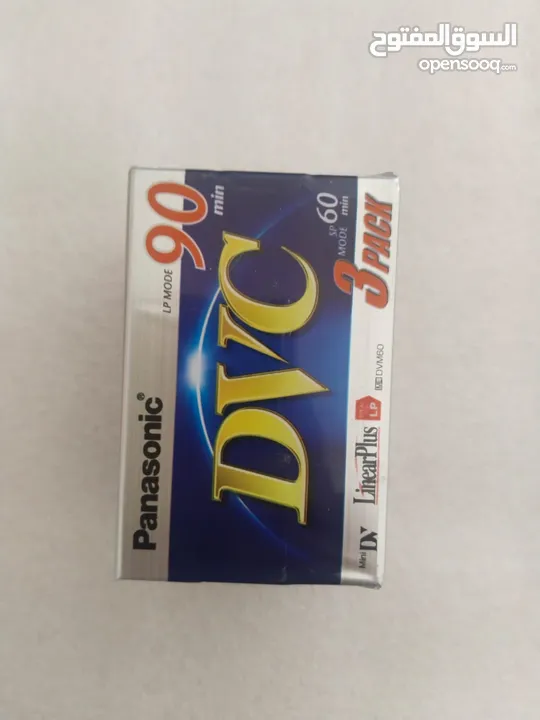 السوق المفتوح
opensooq.com
Panasonic®
LP MODE 90 min
DVC
SP MODE 60 min
3 PACK
Mini DV
LinearPlus
LP
DVM60